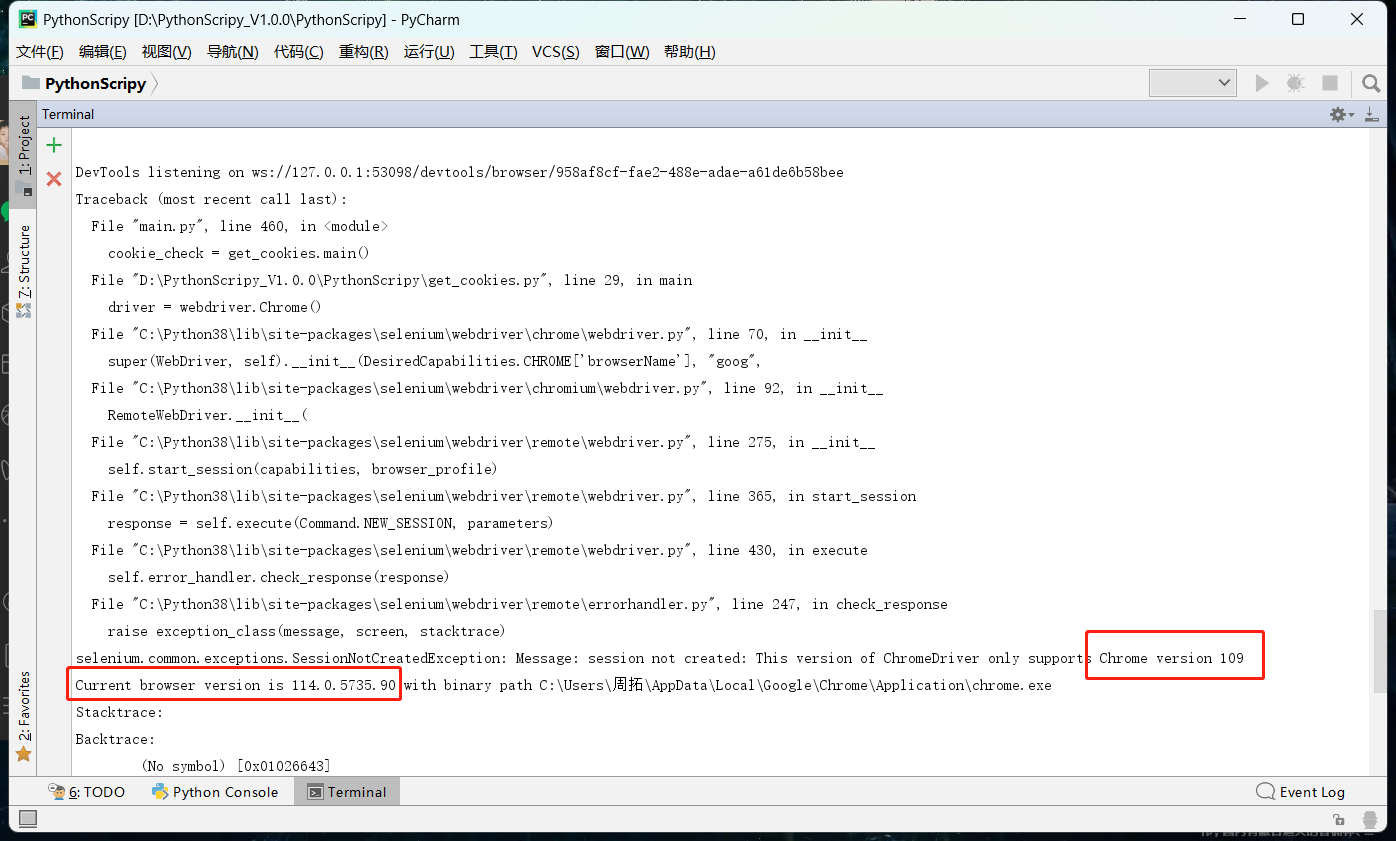 PythonScripy [D:\PythonScripy_V1.0.0\PythonScripy] - PyCharm
文件(F) 编辑(E) 视图(V) 导航(N) 代码(C) 重构(R) 运行(U) 工具(T) VCS(S) 窗口(W) 帮助(H)
PythonScripy
Terminal
1: Project
7: Structure
2: Favorites
DevTools listening on ws://127.0.0.1:53098/devtools/browser/958af8cf-fae2-488e-adae-a61de6b58bee
Traceback (most recent call last):
File "main.py", line 460, in <module>
cookie_check = get_cookies.main()
File "D:\PythonScripy_V1.0.0\PythonScripy\get_cookies.py", line 29, in main
driver = webdriver.Chrome()
File "C:\Python38\lib\site-packages\selenium\webdriver\chrome\webdriver.py", line 70, in __init__
super(WebDriver, self).__init__(DesiredCapabilities.CHROME['browserName'], "goog",
File "C:\Python38\lib\site-packages\selenium\webdriver\chromium\webdriver.py", line 92, in __init__
RemoteWebDriver.__init__(
File "C:\Python38\lib\site-packages\selenium\webdriver\remote\webdriver.py", line 275, in __init__
self.start_session(capabilities, browser_profile)
File "C:\Python38\lib\site-packages\selenium\webdriver\remote\webdriver.py", line 365, in start_session
response = self.execute(Command.NEW_SESSION, parameters)
File "C:\Python38\lib\site-packages\selenium\webdriver\remote\webdriver.py", line 430, in execute
self.error_handler.check_response(response)
File "C:\Python38\lib\site-packages\selenium\webdriver\remote\errorhandler.py", line 247, in check_response
raise exception_class(message, screen, stacktrace)
selenium.common.exceptions.SessionNotCreatedException: Message: session not created: This version of ChromeDriver only supports Chrome version 109
Current browser version is 114.0.5735.90 with binary path C:\Users\周拓\AppData\Local\Google\Chrome\Application\chrome.exe
Stacktrace:
Backtrace:
(No symbol) [0x01026643]
6: TODO Python Console Terminal Event Log